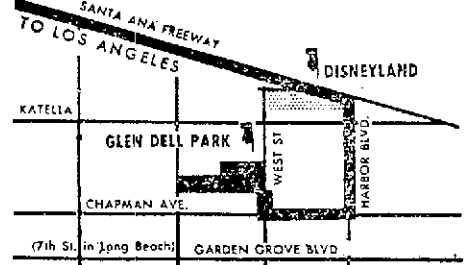 SANTA ANA FREEWAY
TO LOS ANGELES
DISNEYLAND
KATELLA
GLEN DELL PARK
WEST ST
HARBOR BLVD.
CHAPMAN AVE.
(7th St. in Long Beach)
GARDEN GROVE BLVD